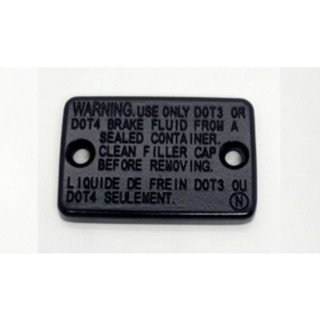 WARNING.USE ONLY DOT3 OR
DOT4 BRAKE FLUID FROM A
SEALED CONTAINER.
CLEAN FILLER CAP
BEFORE REMOVING.
LIQUIDE DE FREIN DOT3 OU
DOT4 SEULEMENT.
N